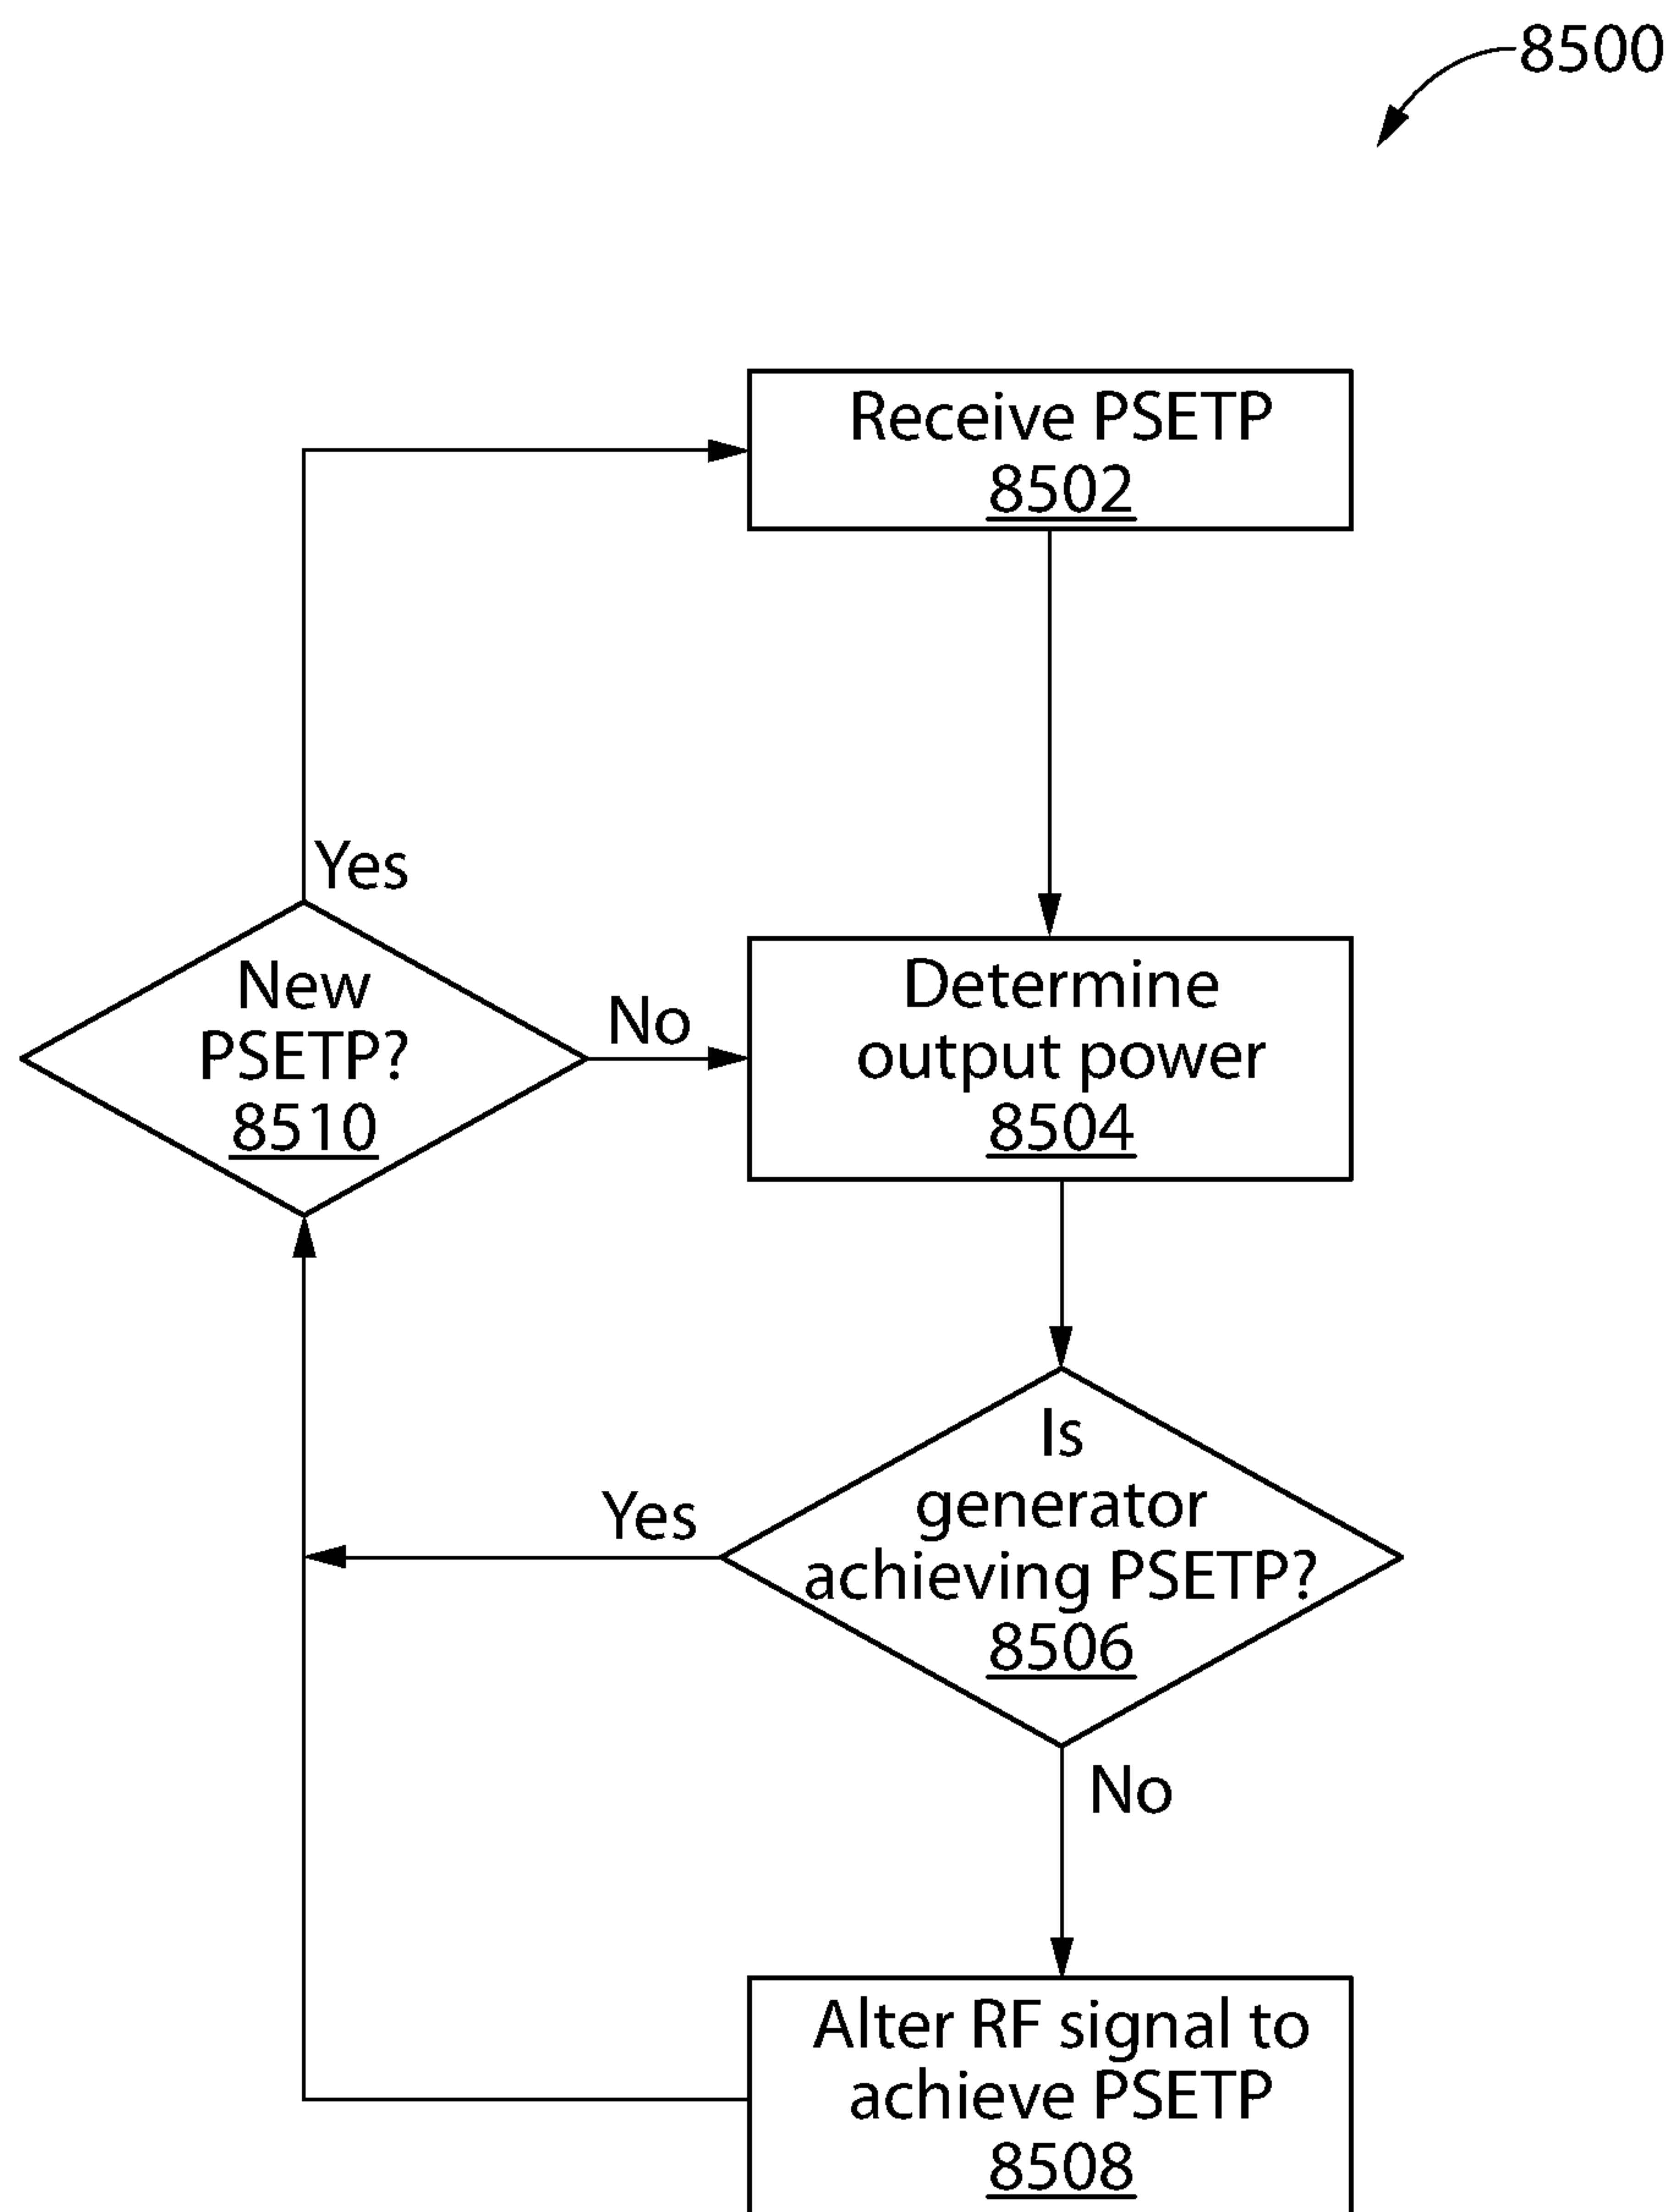 8500
Receive PSETP
8502
Yes
New
PSETP?
8510
No
Determine
output power
8504
Is
generator
achieving PSETP?
8506
Yes
No
Alter RF signal to
achieve PSETP
8508